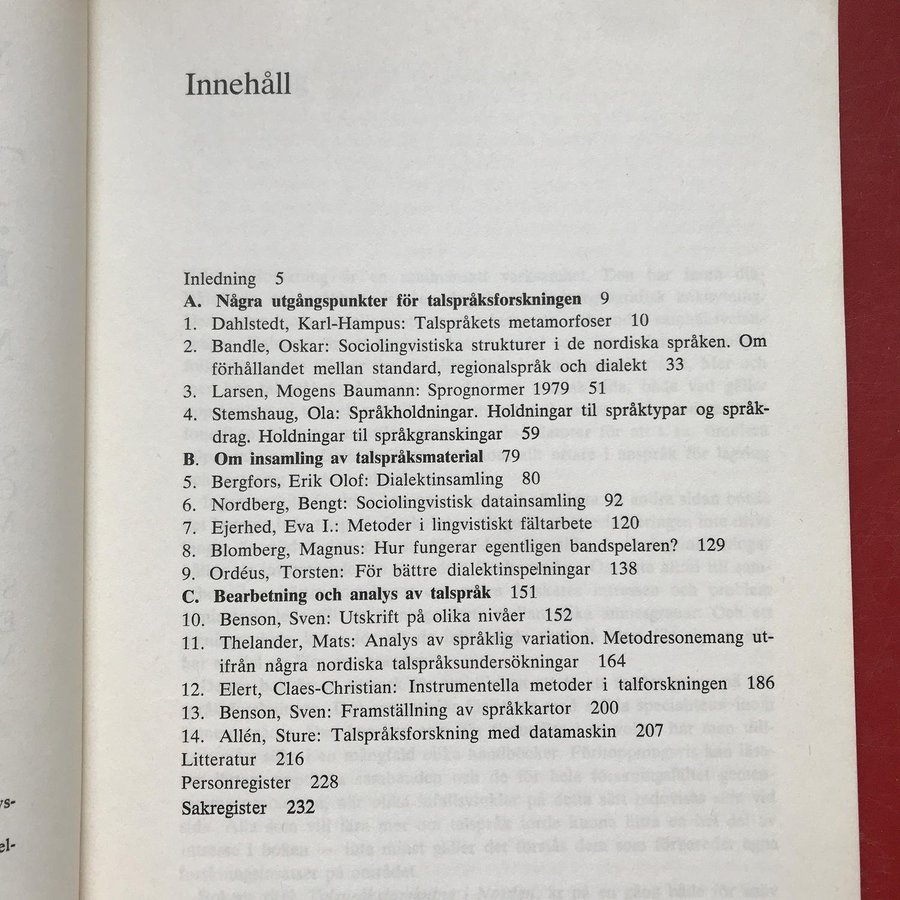 Innehåll
Inledning 5
A. Några utgångspunkter för talspråksforskningen 9
1. Dahlstedt, Karl-Hampus: Talspråkets metamorfoser 10
2. Bandle, Oskar: Sociolingvistiska strukturer i de nordiska språken. Om
förhållandet mellan standard, regionalspråk och dialekt 33
3. Larsen, Mogens Baumann: Sprognormer 1979 51
4. Stemshaug, Ola: Språkholdningar. Holdningar til språktypar og språk-
drag. Holdningar til språkgranskingar 59
B. Om insamling av talspråksmaterial 79
5. Bergfors, Erik Olof: Dialektinsamling 80
6. Nordberg, Bengt: Sociolingvistisk datainsamling 92
7. Ejerhed, Eva I.: Metoder i lingvistiskt fältarbete 120
8. Blomberg, Magnus: Hur fungerar egentligen bandspelaren? 129
9. Ordéus, Torsten: För bättre dialektinspelningar 138
C. Bearbetning och analys av talspråk 151
10. Benson, Sven: Utskrift på olika nivåer 152
11. Thelander, Mats: Analys av språklig variation. Metodresonemang ut-
ifrån några nordiska talspråksundersökningar 164
12. Elert, Claes-Christian: Instrumentella metoder i talforskningen 186
13. Benson, Sven: Framställning av språkkartor 200
14. Allén, Sture: Talspråksforskning med datamaskin 207
Litteratur 216
Personregister 228
Sakregister 232